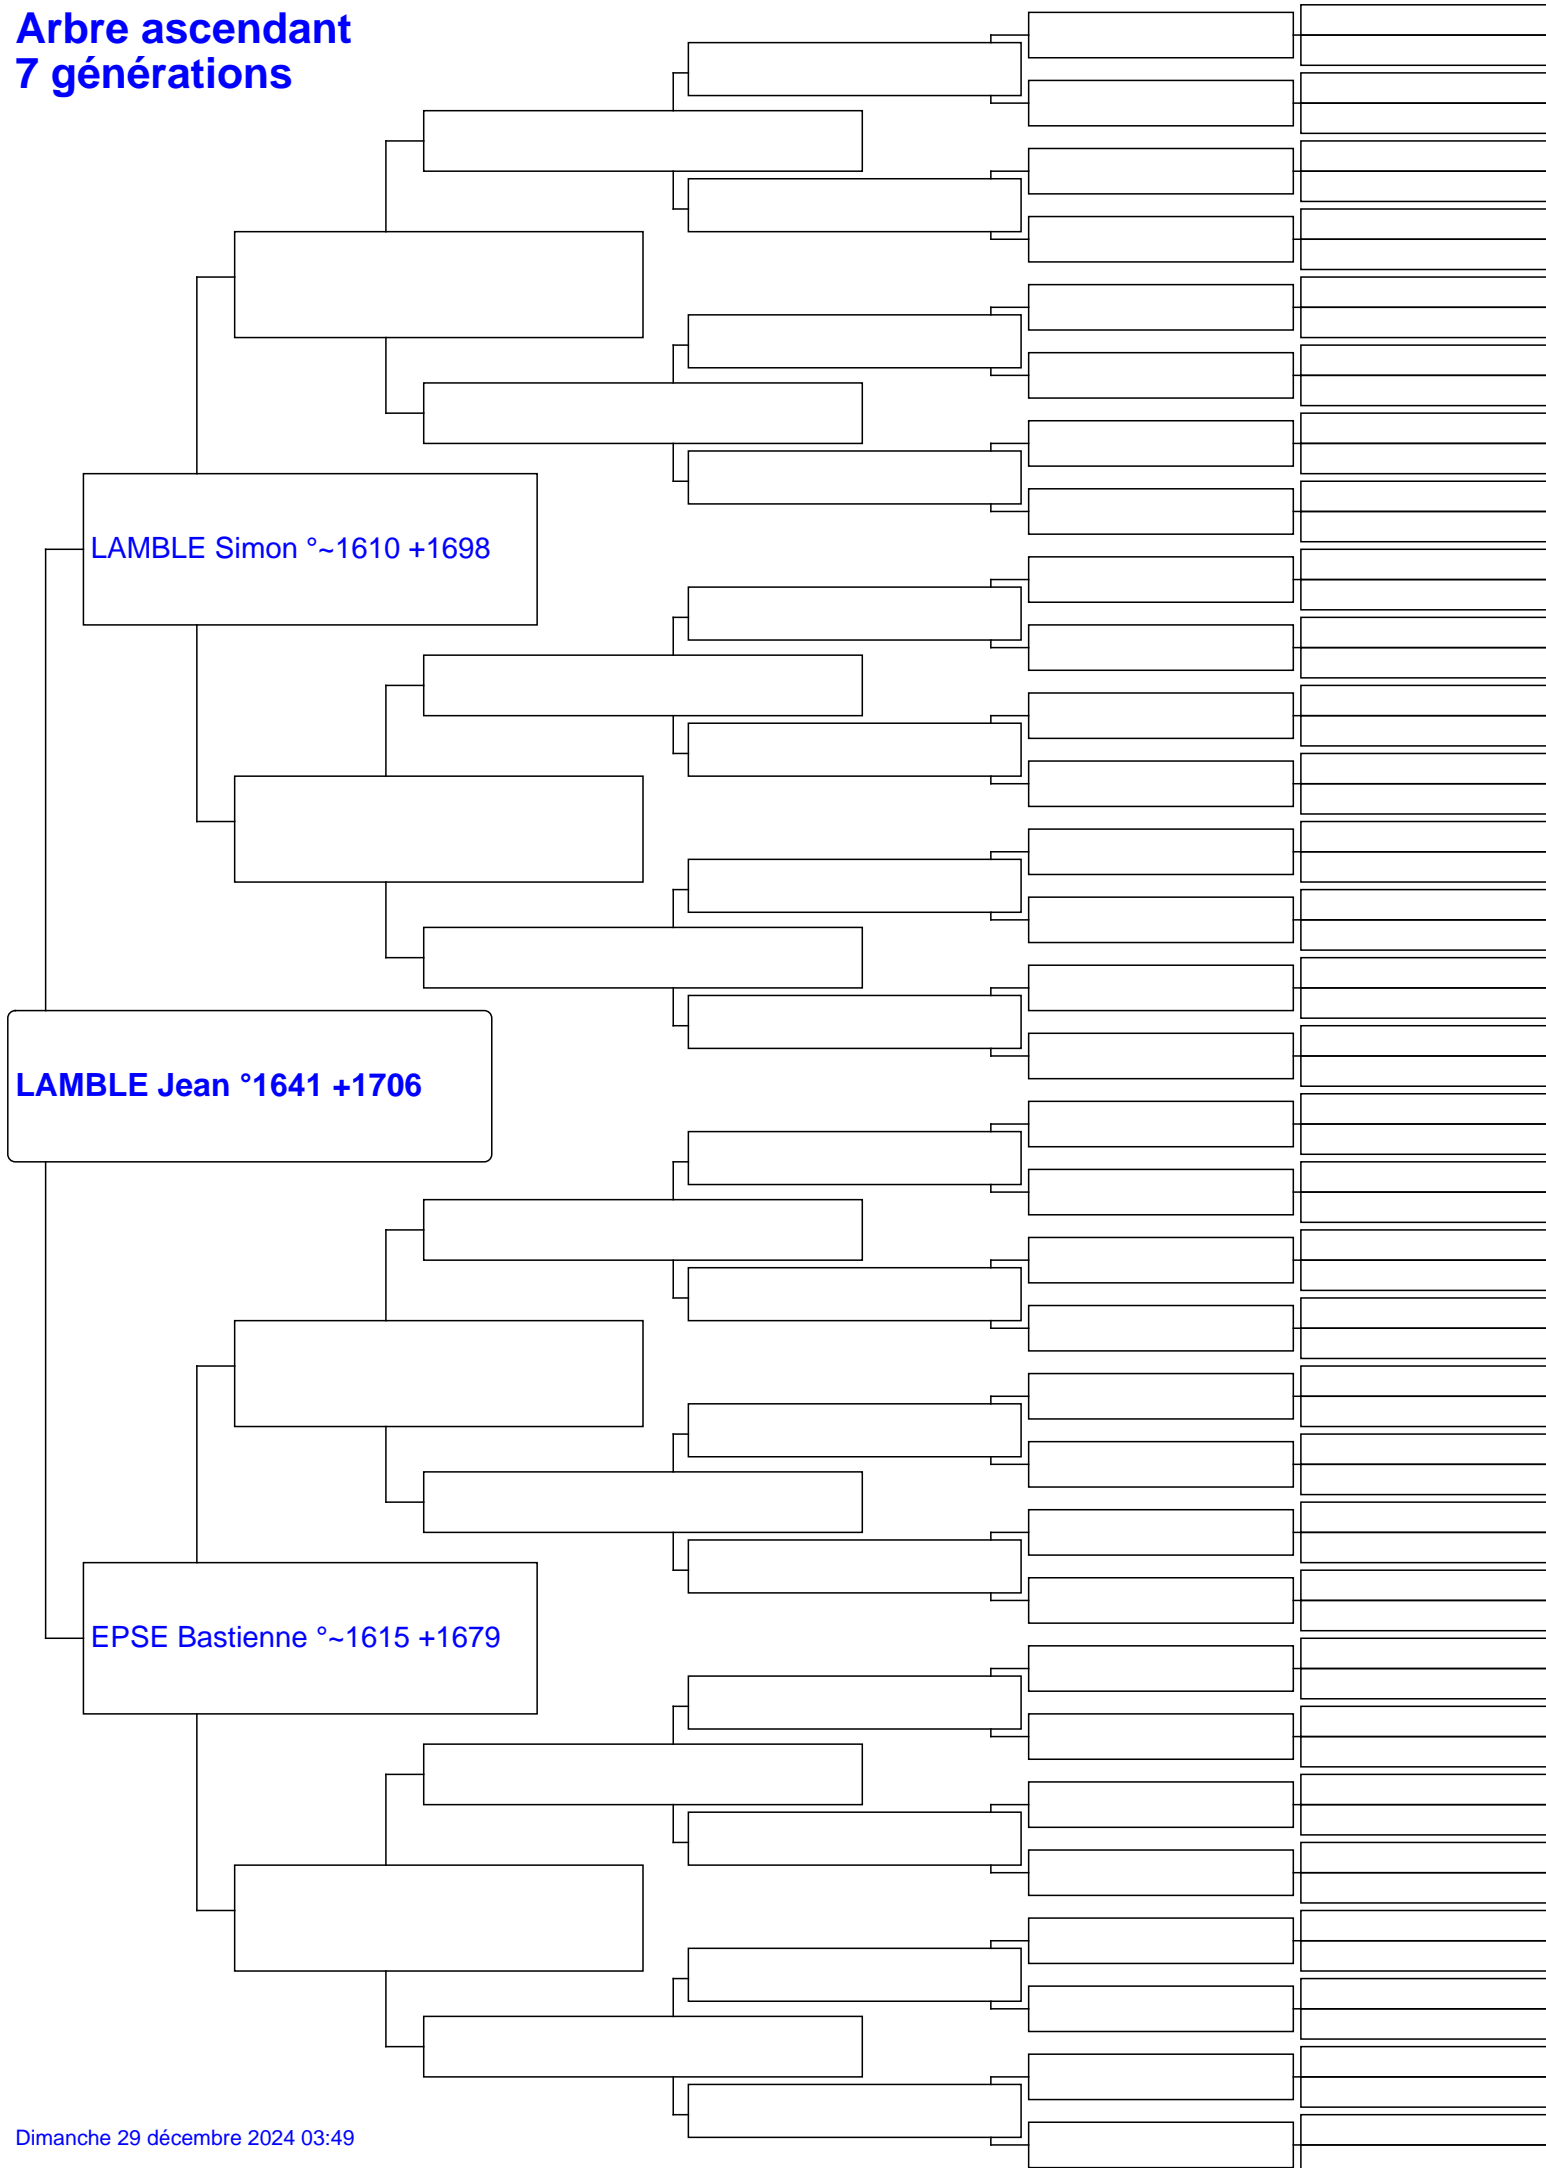 Arbre ascendant
7 générations
LAMBLE Simon °~1610 +1698
LAMBLE Jean °1641 +1706
EPSE Bastienne °~1615 +1679
Dimanche 29 décembre 2024 03:49